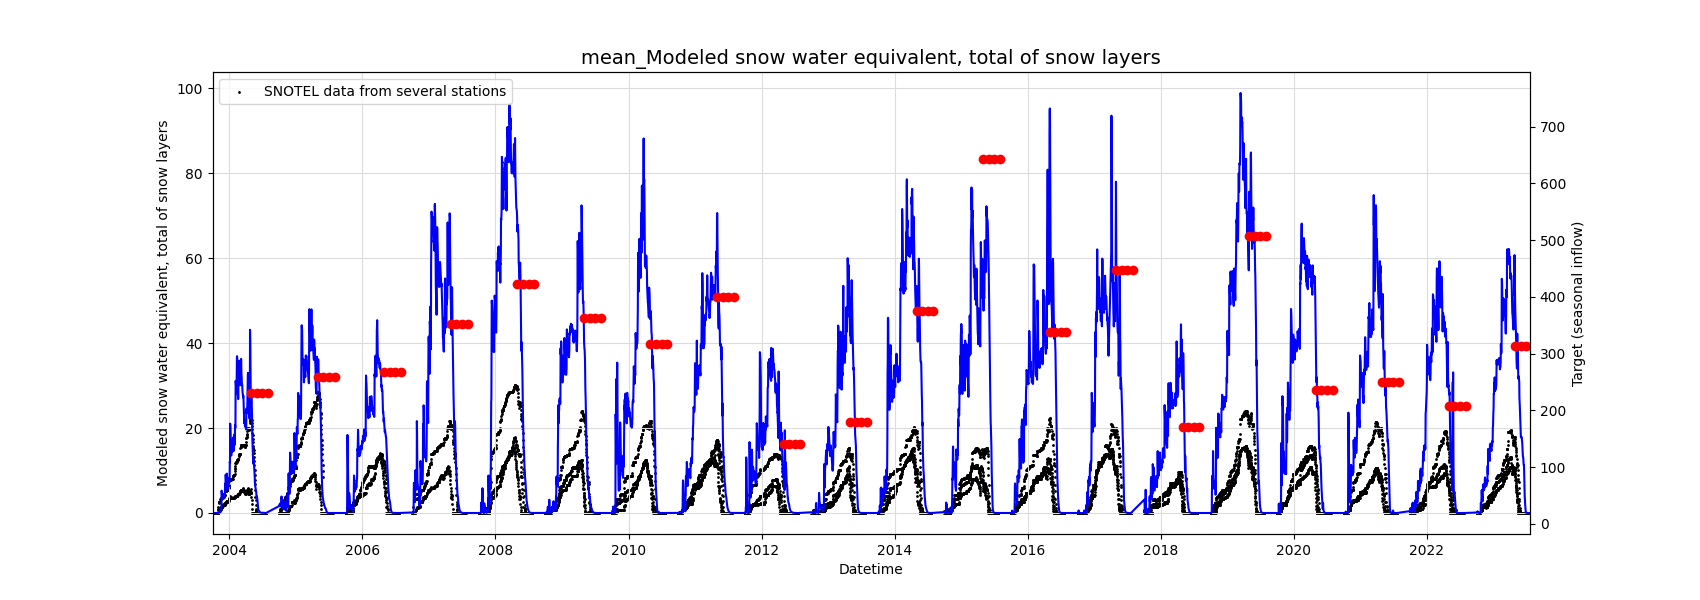 mean_Modeled snow water equivalent, total of snow layers
SNOTEL data from several stations
Modeled snow water equivalent, total of snow layers
100
80
60
40
20
0
700
600
500
400
300
200
100
0
Target (seasonal inflow)
2004 2006 2008 2010 2012 2014 2016 2018 2020 2022
Datetime